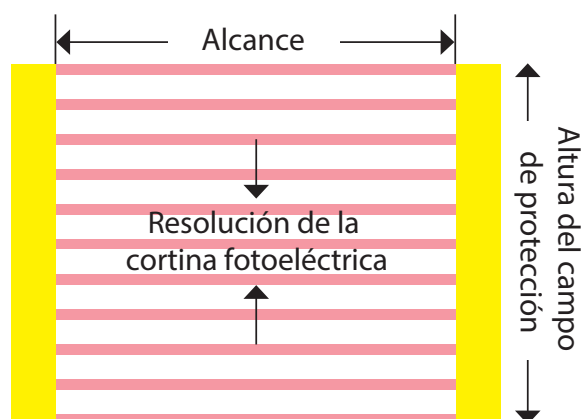 Alcance
Resolución de la
cortina fotoeléctrica
Altura del campo
de protección